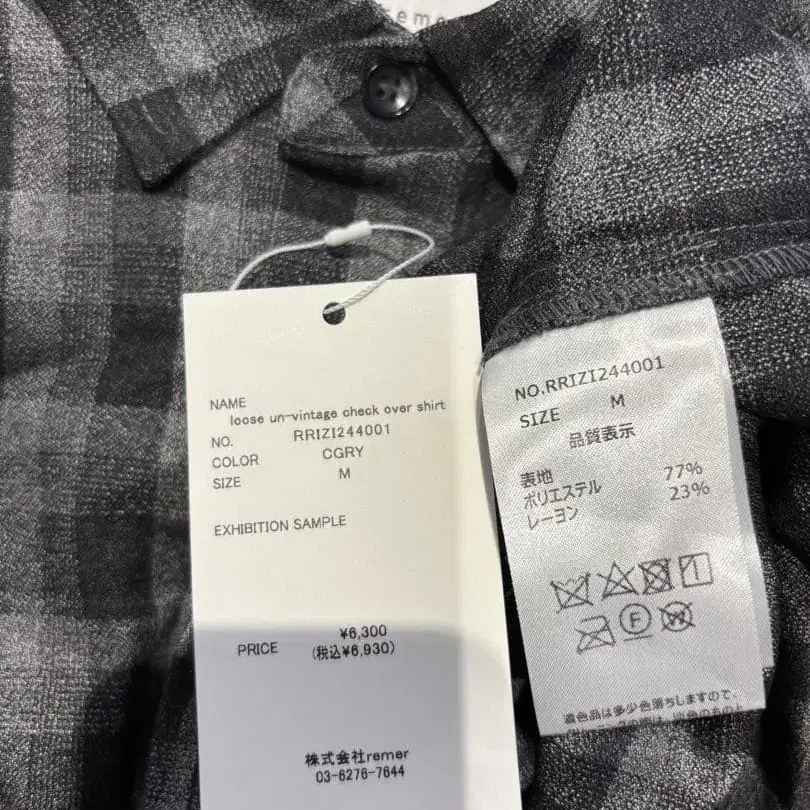 reme
NAME
loose un-vintage check over shirt
NO. RRIZI244001
COLOR CGRY
SIZE M
EXHIBITION SAMPLE
PRICE ¥6,300
(税込¥6,930)
株式会社remer
03-6276-7644
NO.RRIZI244001
SIZE M
品質表示
表地
ポリエステル 77%
レーヨン 23%
F
W
濃色品は多少色落ちしますので、